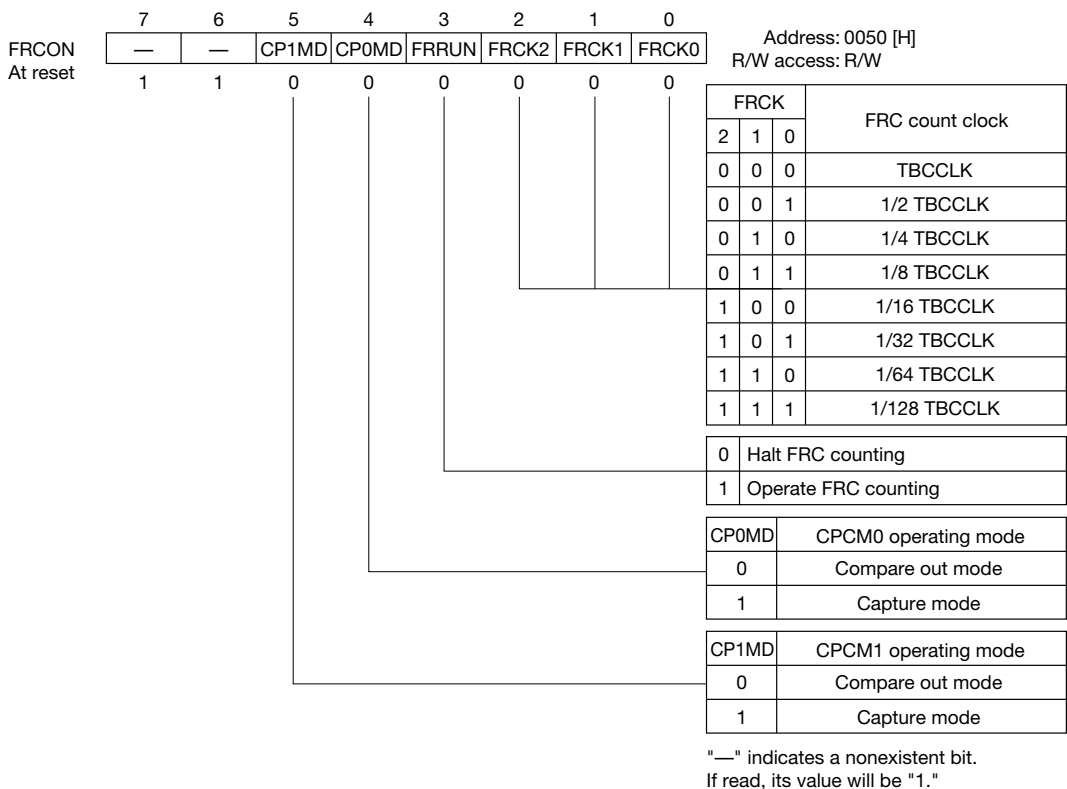 7 6 5 4 3 2 1 0
FRCON — — CP1MD CP0MD FRRUN FRCK2 FRCK1 FRCK0
At reset 1 1 0 0 0 0 0 0
Address: 0050 [H]
R/W access: R/W
FRCK FRC count clock
2 1 0
0 0 0 TBCCLK
0 0 1 1/2 TBCCLK
0 1 0 1/4 TBCCLK
0 1 1 1/8 TBCCLK
1 0 0 1/16 TBCCLK
1 0 1 1/32 TBCCLK
1 1 0 1/64 TBCCLK
1 1 1 1/128 TBCCLK
0 Halt FRC counting
1 Operate FRC counting
CP0MD CPCM0 operating mode
0 Compare out mode
1 Capture mode
CP1MD CPCM1 operating mode
0 Compare out mode
1 Capture mode
"—" indicates a nonexistent bit.
If read, its value will be "1."